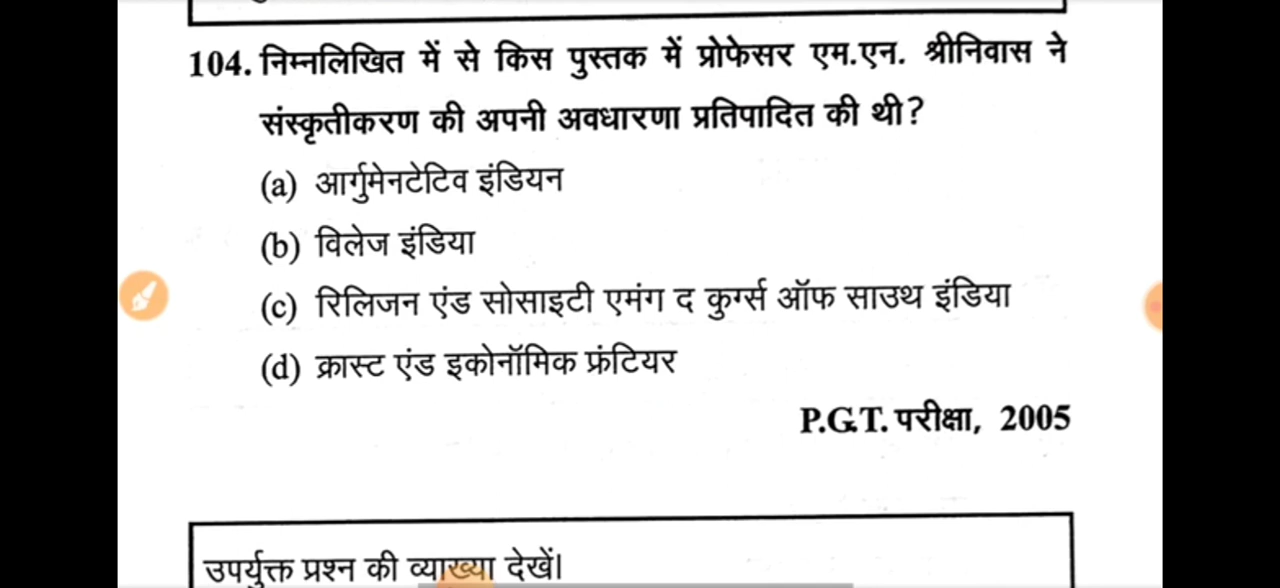 104. निम्नलिखित में से किस पुस्तक में प्रोफेसर एम.एन. श्रीनिवास ने
संस्कृतीकरण की अपनी अवधारणा प्रतिपादित की थी?
(a) आर्गुमेनटेटिव इंडियन
(b) विलेज इंडिया
(c) रिलिजन एंड सोसाइटी एमंग द कुर्ग्स ऑफ साउथ इंडिया
(d) क्रास्ट एंड इकोनॉमिक फ्रंटियर
P.G.T. परीक्षा, 2005
उपर्युक्त प्रश्न की व्याख्या देखें।